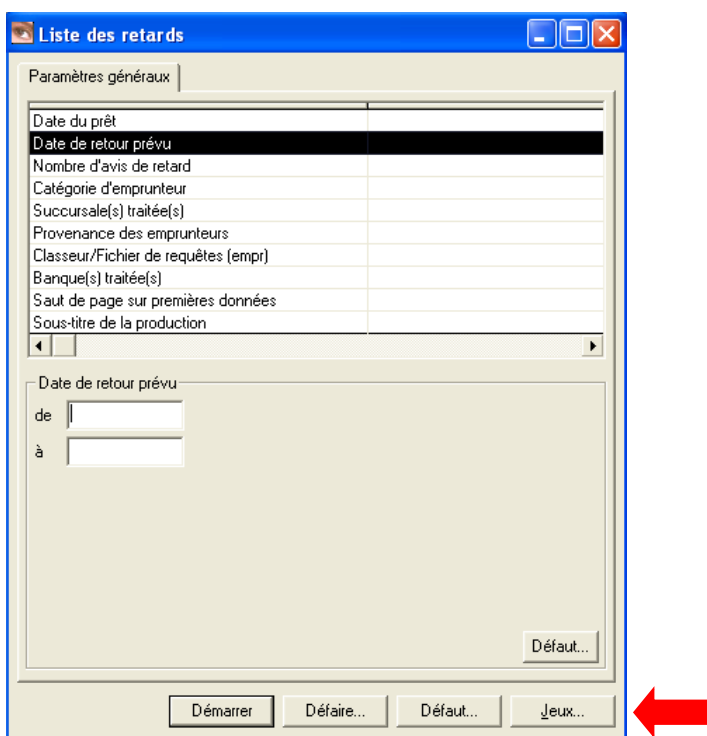 Liste des retards
Paramètres généraux
Date du prêt
Date de retour prévu
Nombre d'avis de retard
Catégorie d'emprunteur
Succursale(s) traitée(s)
Provenance des emprunteurs
Classeur/Fichier de requêtes (empr)
Banque(s) traitée(s)
Saut de page sur premières données
Sous-titre de la production
Date de retour prévu
de
à
Défaut...
Démarrer Défaire... Défaut... Jeux...